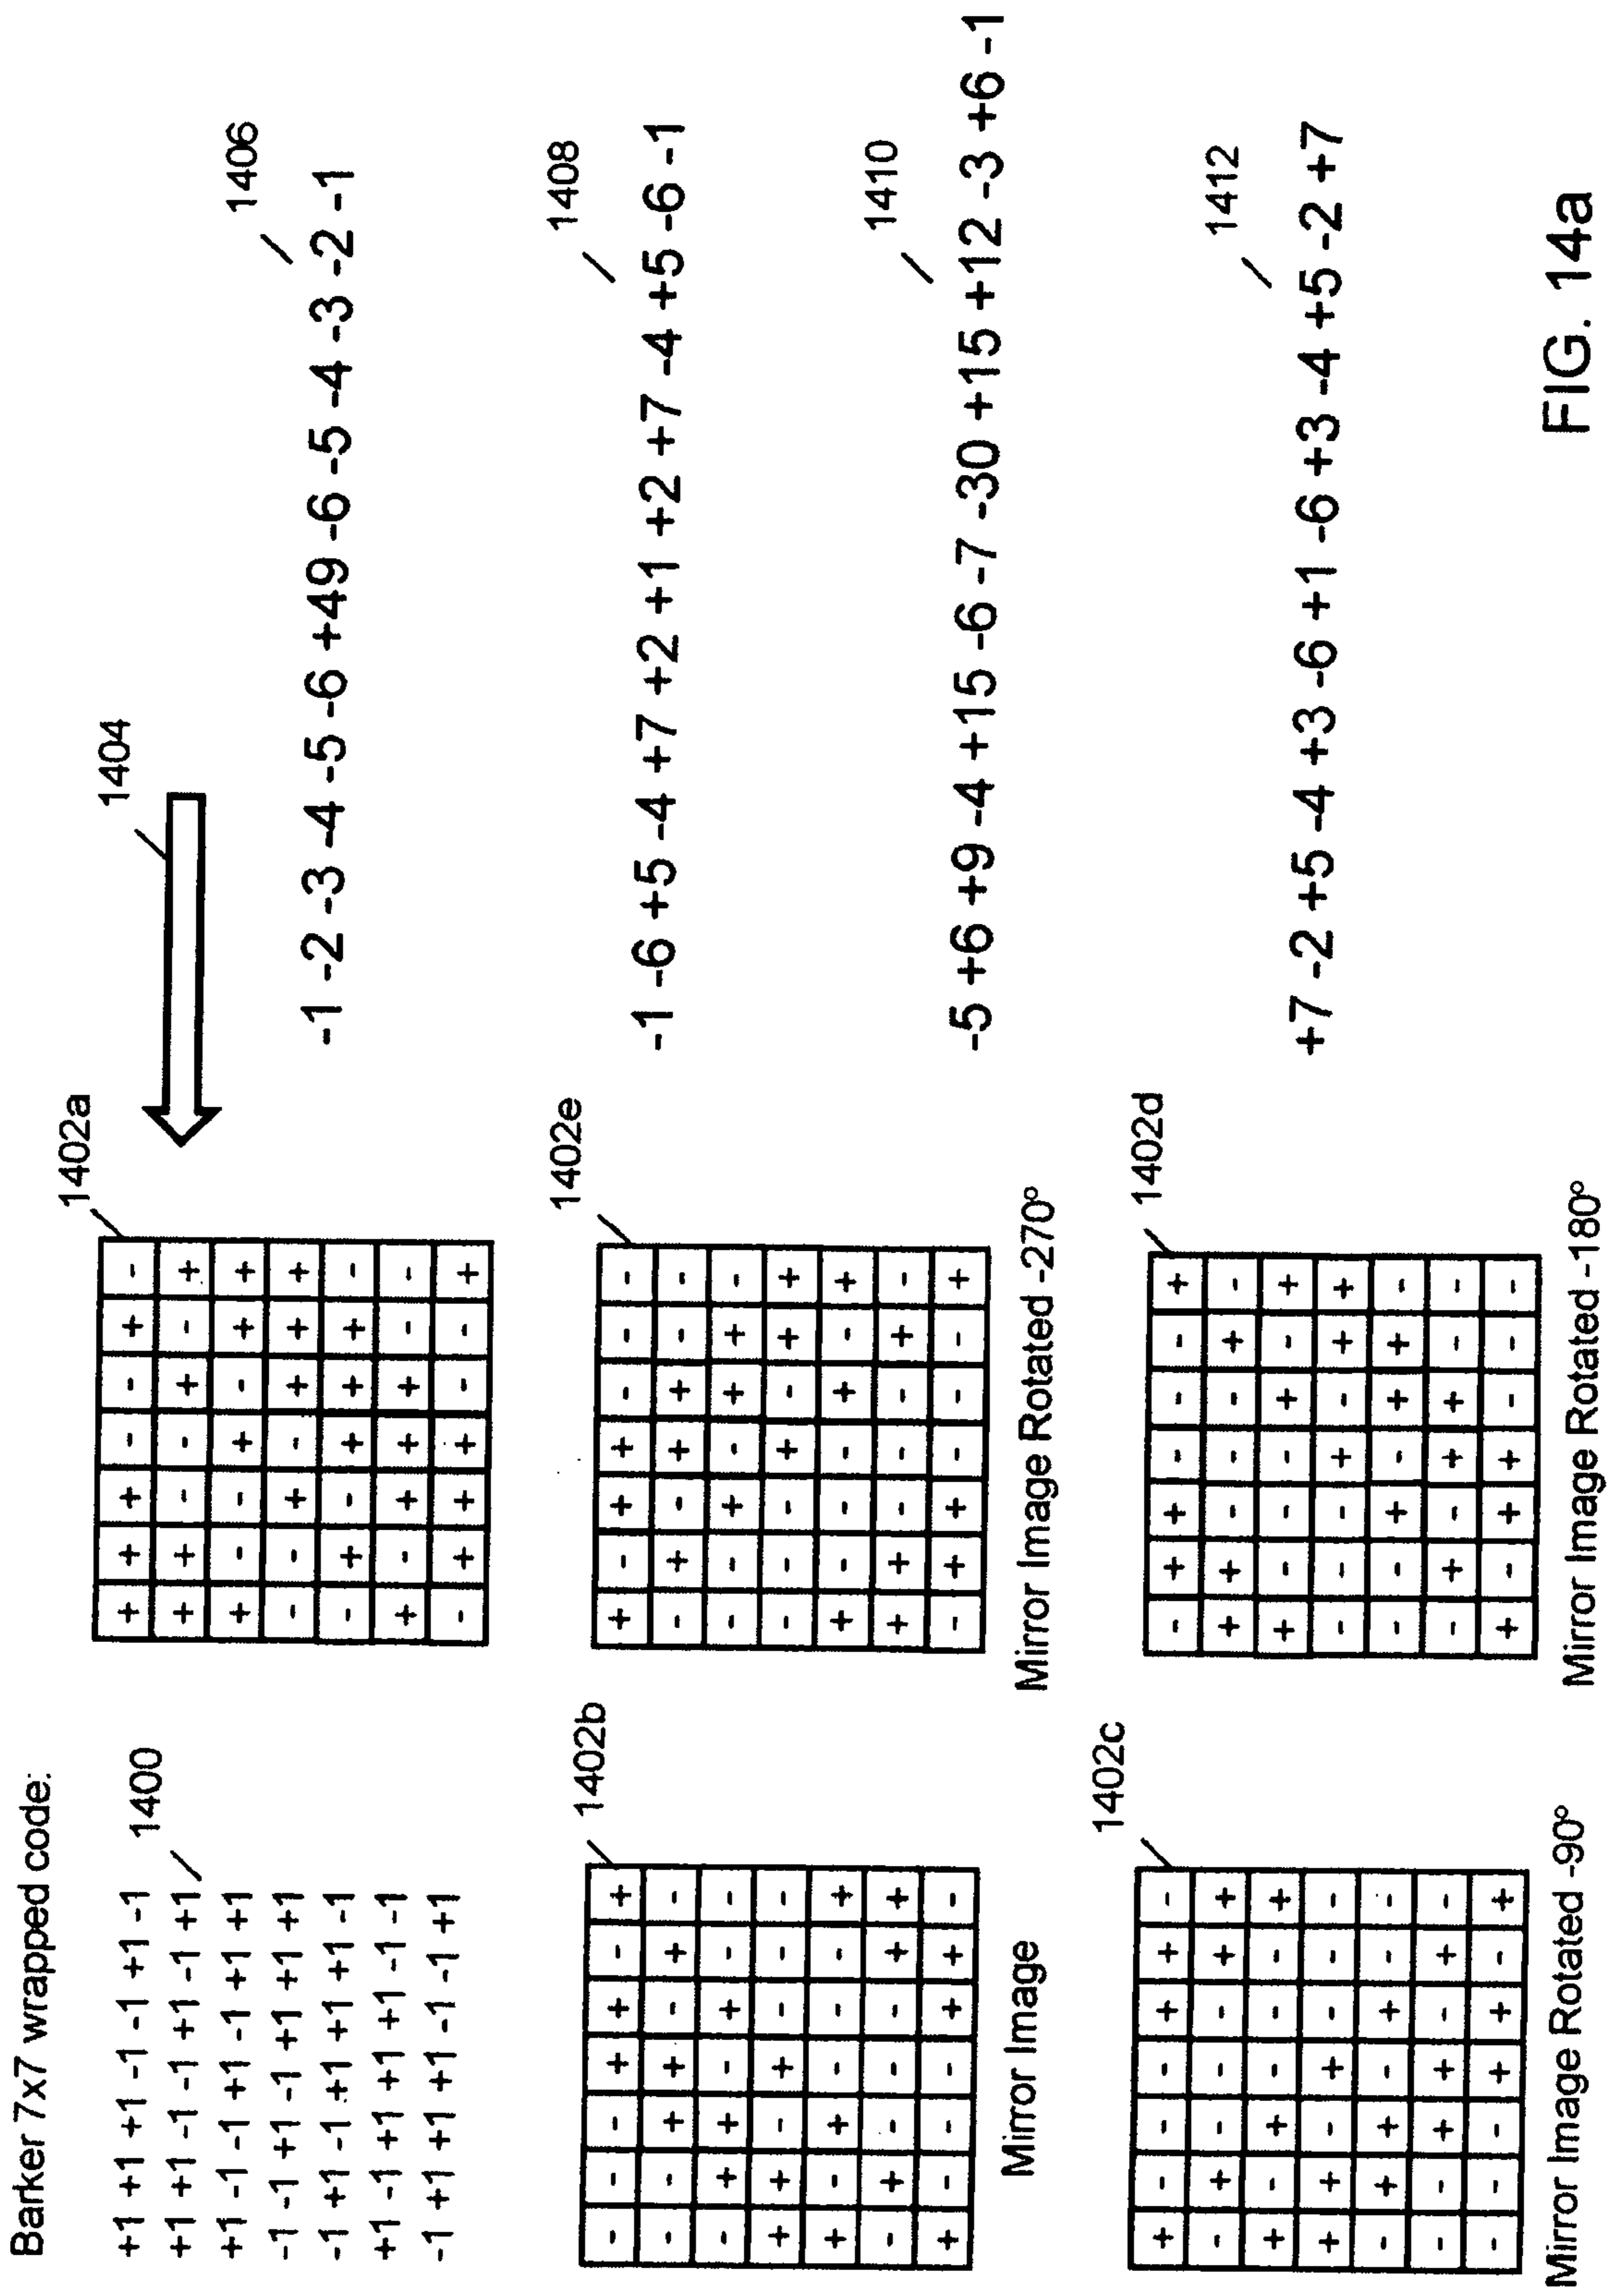 Barker 7x7 wrapped code:
1400
+1 +1 +1 -1 -1 +1 -1
+1 +1 -1 -1 +1 -1 +1
+1 -1 -1 +1 -1 +1 +1
-1 -1 +1 -1 +1 +1 +1
-1 +1 -1 +1 +1 +1 -1
+1 -1 +1 +1 +1 -1 -1
-1 +1 +1 +1 -1 -1 +1
1402a
+ + + - - + -
+ + - - + - +
+ - - + - + +
- - + - + + +
- + - + + + -
+ - + + + - -
- + + + - - +
1404
1406
-1 -2 -3 -4 -5 -6 +49 -6 -5 -4 -3 -2 -1
1402b
- - - + + - +
- - + + - + -
- + + - + - -
+ + - + - - -
+ - + - - - +
- + - - - + +
+ - - - + + -
Mirror Image
1402e
+ - + + - - -
- + - + + - -
- - + - + + -
- - - + - + +
+ - - - + - +
+ + - - - + -
- + + - - - +
Mirror Image Rotated -270°
1408
-1 -6 +5 -4 +7 +2 +1 +2 +7 -4 +5 -6 -1
1410
-5 +6 +9 -4 +15 -6 -7 -30 +15 +12 -3 +6 -1
1402c
+ - - - + + -
- + - - - + +
+ - + - - - +
+ + - + - - -
- + + - + - -
- - + + - + -
- - - + + - +
Mirror Image Rotated -90°
1402d
- + + - - - +
+ + - - - + -
+ - - - + - +
- - - + - + +
- - + - + + -
- + - + + - -
+ - + + - - -
Mirror Image Rotated -180°
1412
+7 -2 +5 -4 +3 -6 +1 -6 +3 -4 +5 -2 +7
FIG. 14a